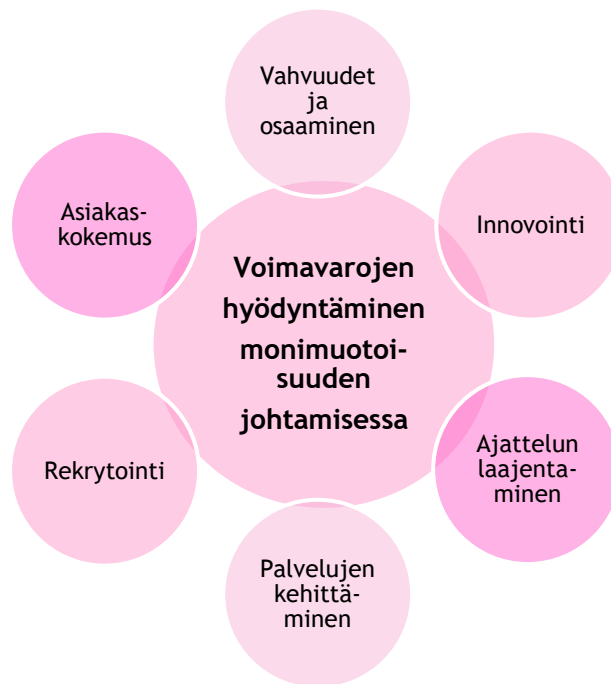 Vahvuudet
ja
osaaminen
Asiakas-
kokemus
Innovointi
Voimavarojen
hyödyntäminen
monimuotoi-
suuden
johtamisessa
Rekrytointi
Ajattelun
laajenta-
minen
Palvelujen
kehittä-
minen